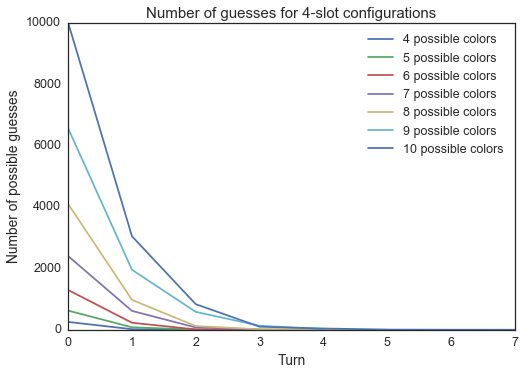 Number of guesses for 4-slot configurations
10000
8000
6000
4000
2000
0
Number of possible guesses
4 possible colors
5 possible colors
6 possible colors
7 possible colors
8 possible colors
9 possible colors
10 possible colors
0 1 2 3 4 5 6 7
Turn